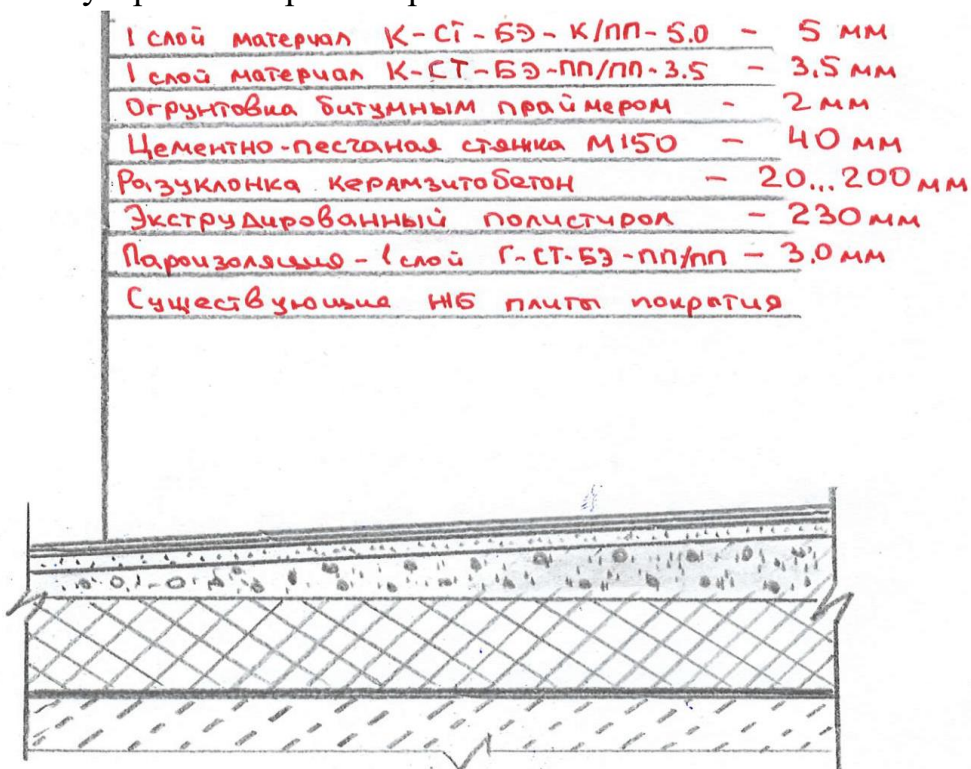 1 слой материал К-СТ-БЭ-К/ПП-5.0 - 5 мм
1 слой материал К-СТ-БЭ-ПП/ПП-3.5 - 3,5 мм
Огрунтовка битумным праймером - 2 мм
Цементно-песчаная стяжка М150 - 40 мм
Разуклонка керамзитобетон - 20...200 мм
Экструдированный полистирол - 230 мм
Пароизоляция - 1 слой Г-СТ-БЭ-ПП/ПП - 3,0 мм
Существующие ЖБ плиты покрытия